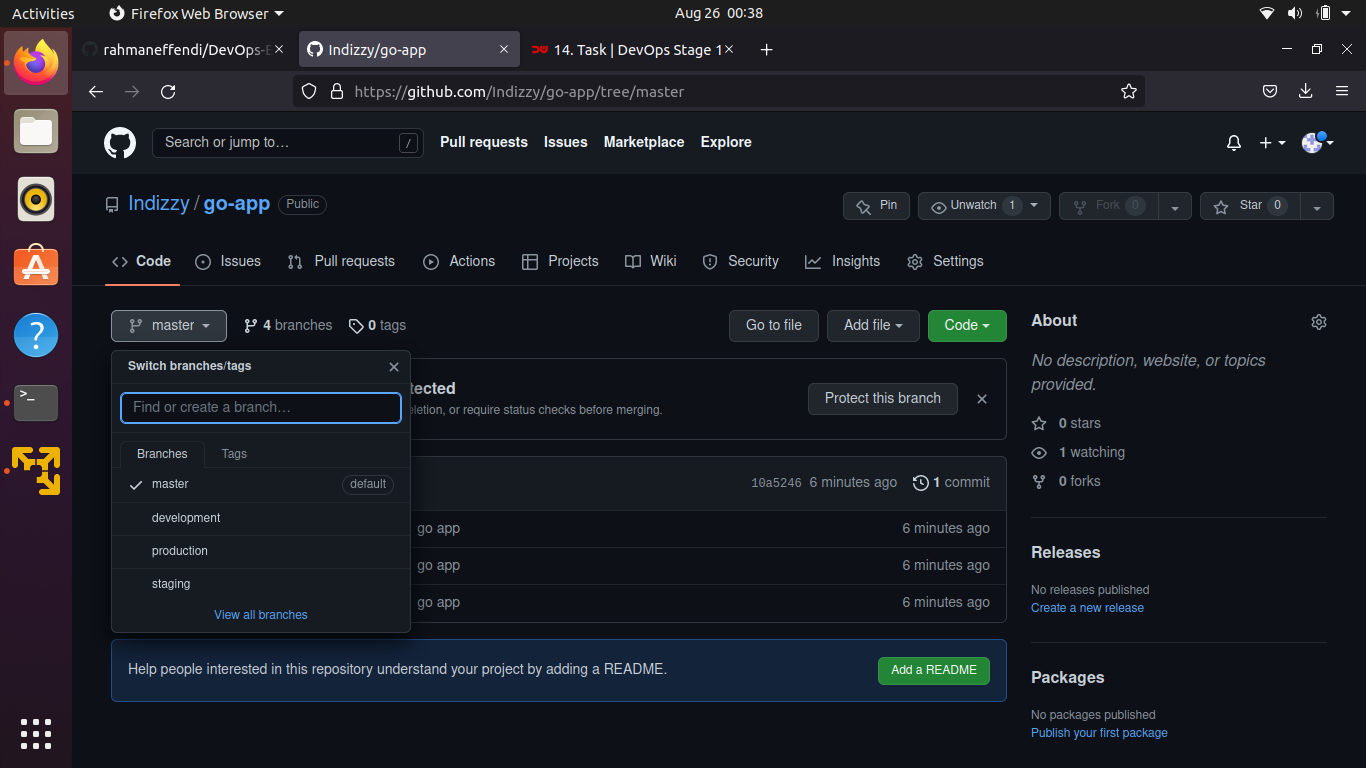 Activities Firefox Web Browser Aug 26 00:38
rahmaneffendi/DevOps-E Indizzy/go-app 14. Task | DevOps Stage 1
https://github.com/Indizzy/go-app/tree/master
Search or jump to… / Pull requests Issues Marketplace Explore
Indizzy / go-app Public Pin Unwatch 1 Fork 0 Star 0
Code Issues Pull requests Actions Projects Wiki Security Insights Settings
master 4 branches 0 tags Go to file Add file Code
Switch branches/tags
Find or create a branch…
Branches Tags
master default
development
production
staging
View all branches
tected
eletion, or require status checks before merging.
Protect this branch
10a5246 6 minutes ago 1 commit
go app 6 minutes ago
go app 6 minutes ago
go app 6 minutes ago
Help people interested in this repository understand your project by adding a README. Add a README
About
No description, website, or topics
provided.
0 stars
1 watching
0 forks
Releases
No releases published
Create a new release
Packages
No packages published
Publish your first package
>_
?